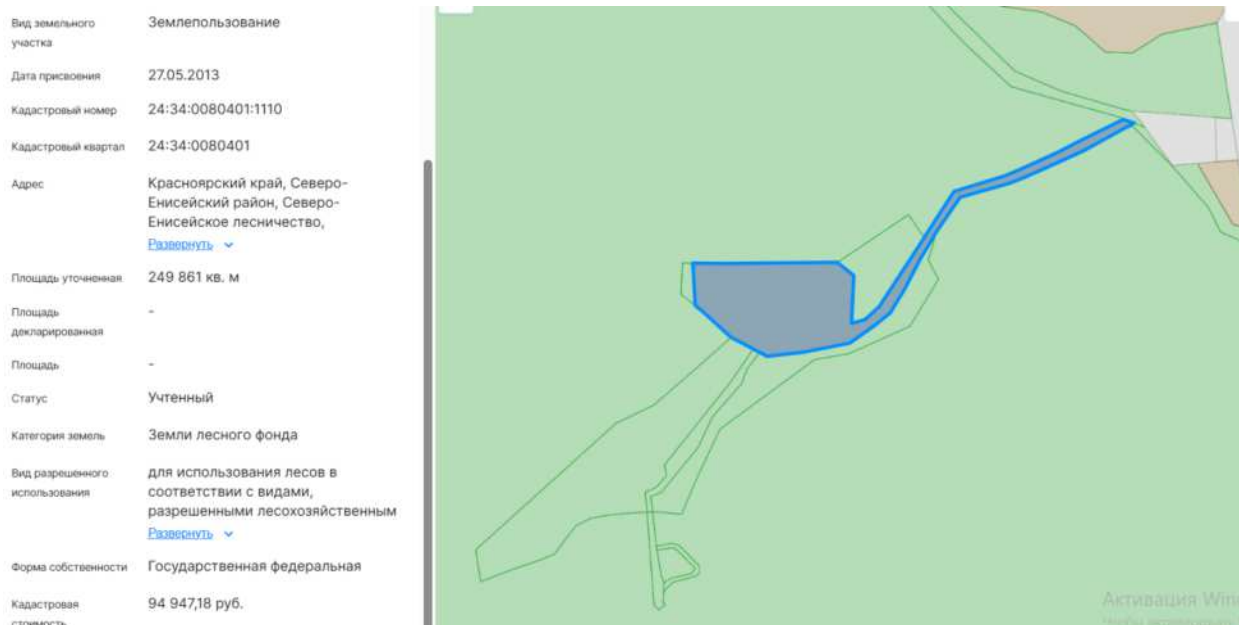 Вид земельного
участка
Землепользование
Дата присвоения
27.05.2013
Кадастровый номер
24:34:0080401:1110
Кадастровый квартал
24:34:0080401
Адрес
Красноярский край, Северо-
Енисейский район, Северо-
Енисейское лесничество,
Развернуть
Площадь уточненная
249 861 кв. м
Площадь
декларированная
-
Площадь
-
Статус
Учтенный
Категория земель
Земли лесного фонда
Вид разрешенного
использования
для использования лесов в
соответствии с видами,
разрешенными лесохозяйственным
Развернуть
Форма собственности
Государственная федеральная
Кадастровая
стоимость
94 947,18 руб.
Активация Win